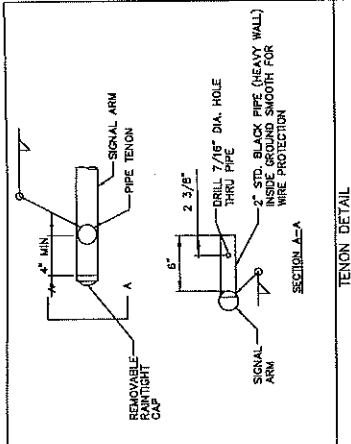 4" MIN
SIGNAL ARM
PIPE TENON
A
REMOVABLE
RAINTIGHT
CAP
6"
2 3/8"
DRILL 7/16" DIA. HOLE
THRU PIPE
2" STD. BLACK PIPE (HEAVY WALL)
INSIDE GROUND SMOOTH FOR
WIRE PROTECTION
SIGNAL
ARM
SECTION A-A
TENON DETAIL